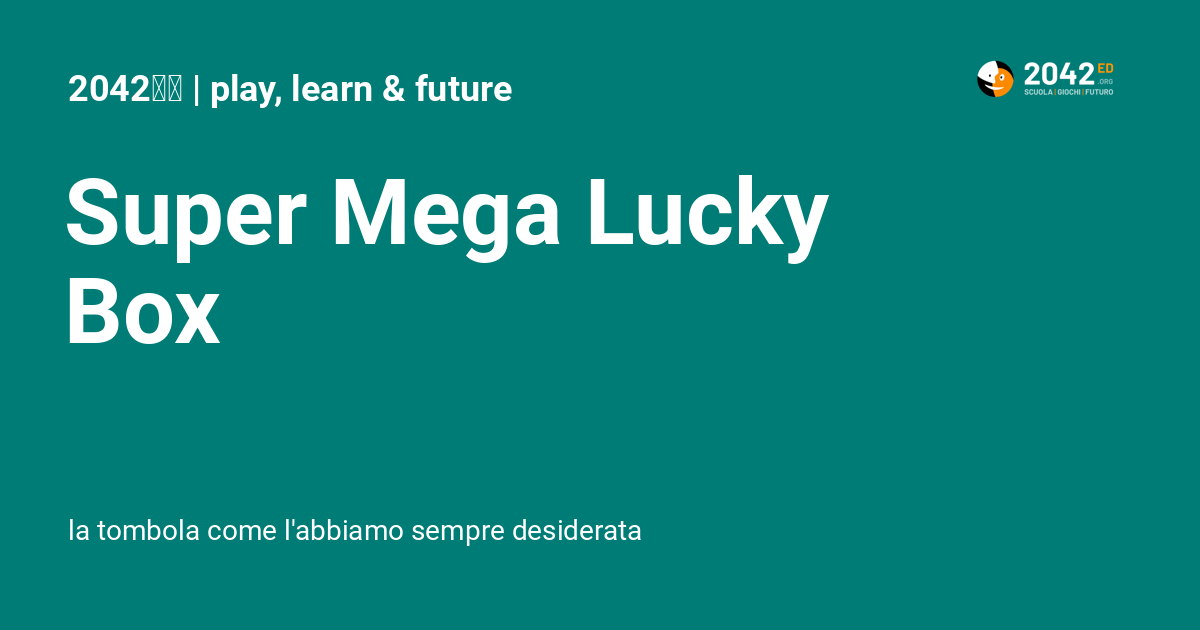 2042 | play, learn & future
2042 ED
.ORG
SCUOLA | GIOCHI | FUTURO
Super Mega Lucky
Box
la tombola come l'abbiamo sempre desiderata